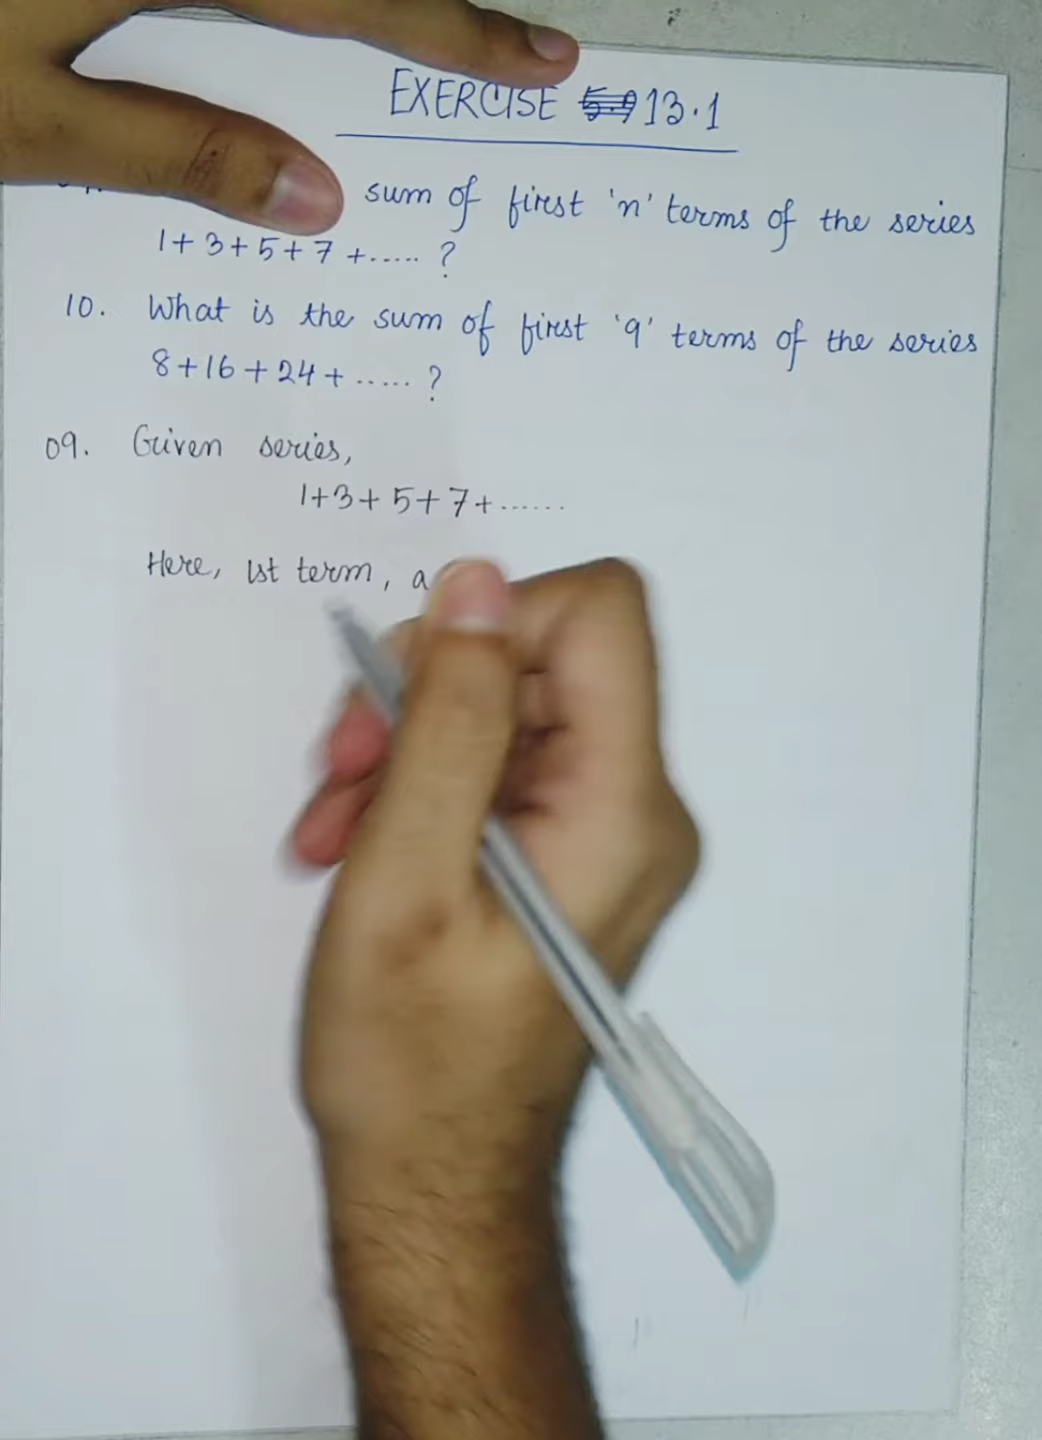 EXERCISE 13.1
sum of first 'n' terms of the series
1+3+5+7+..... ?
10. What is the sum of first '9' terms of the series
8+16+24+ ..... ?
09. Given series,
1+3+5+7+......
Here, 1st term, a